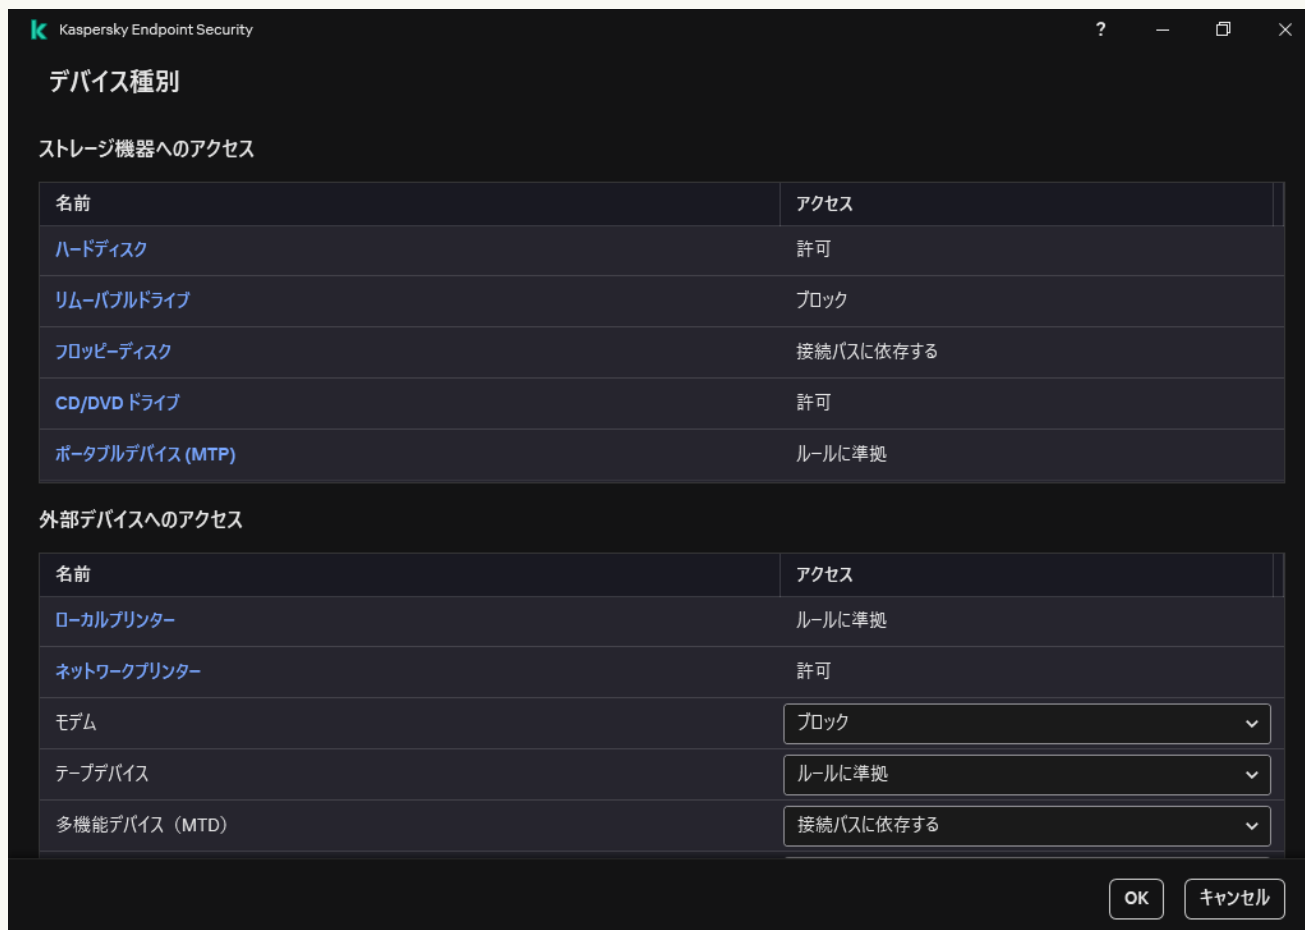 Kaspersky Endpoint Security
デバイス種別
ストレージ機器へのアクセス
名前 アクセス
ハードディスク 許可
リムーバブルドライブ ブロック
フロッピーディスク 接続バスに依存する
CD/DVD ドライブ 許可
ポータブルデバイス (MTP) ルールに準拠
外部デバイスへのアクセス
名前 アクセス
ローカルプリンター ルールに準拠
ネットワークプリンター 許可
モデム ブロック
テープデバイス ルールに準拠
多機能デバイス（MTD） 接続バスに依存する
OK キャンセル